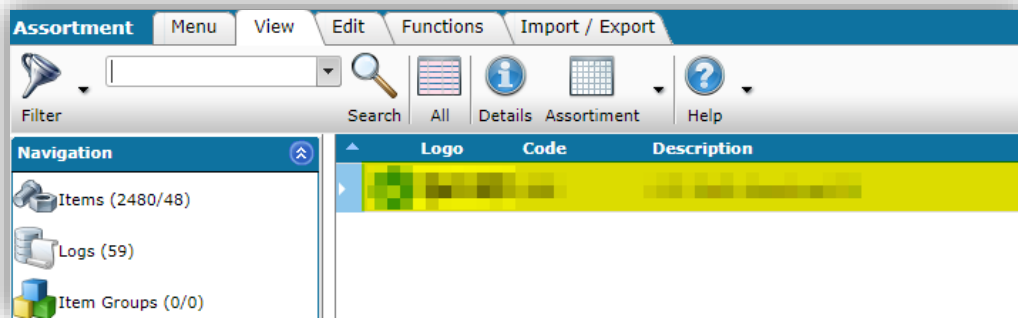 Assortment Menu View Edit Functions Import / Export
Filter Search All Details Assortiment Help
Navigation
Logo Code Description
Items (2480/48)
Logs (59)
Item Groups (0/0)